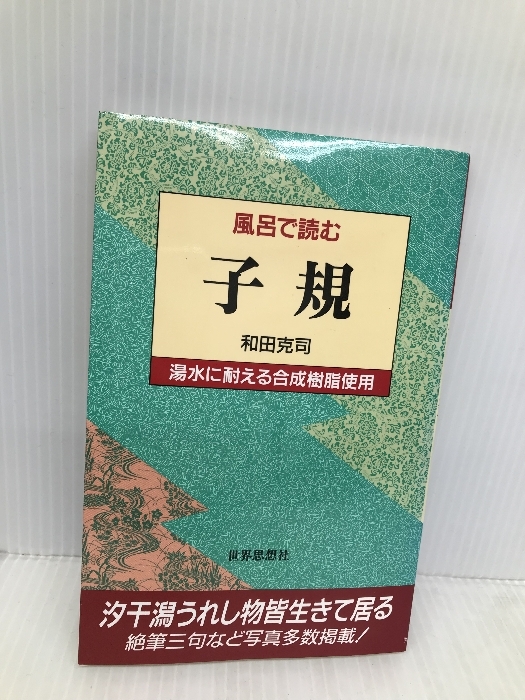 風呂で読む
子規
和田克司
湯水に耐える合成樹脂使用
世界思想社
汐干潟うれし物皆生きて居る
絶筆三句など写真多数掲載!